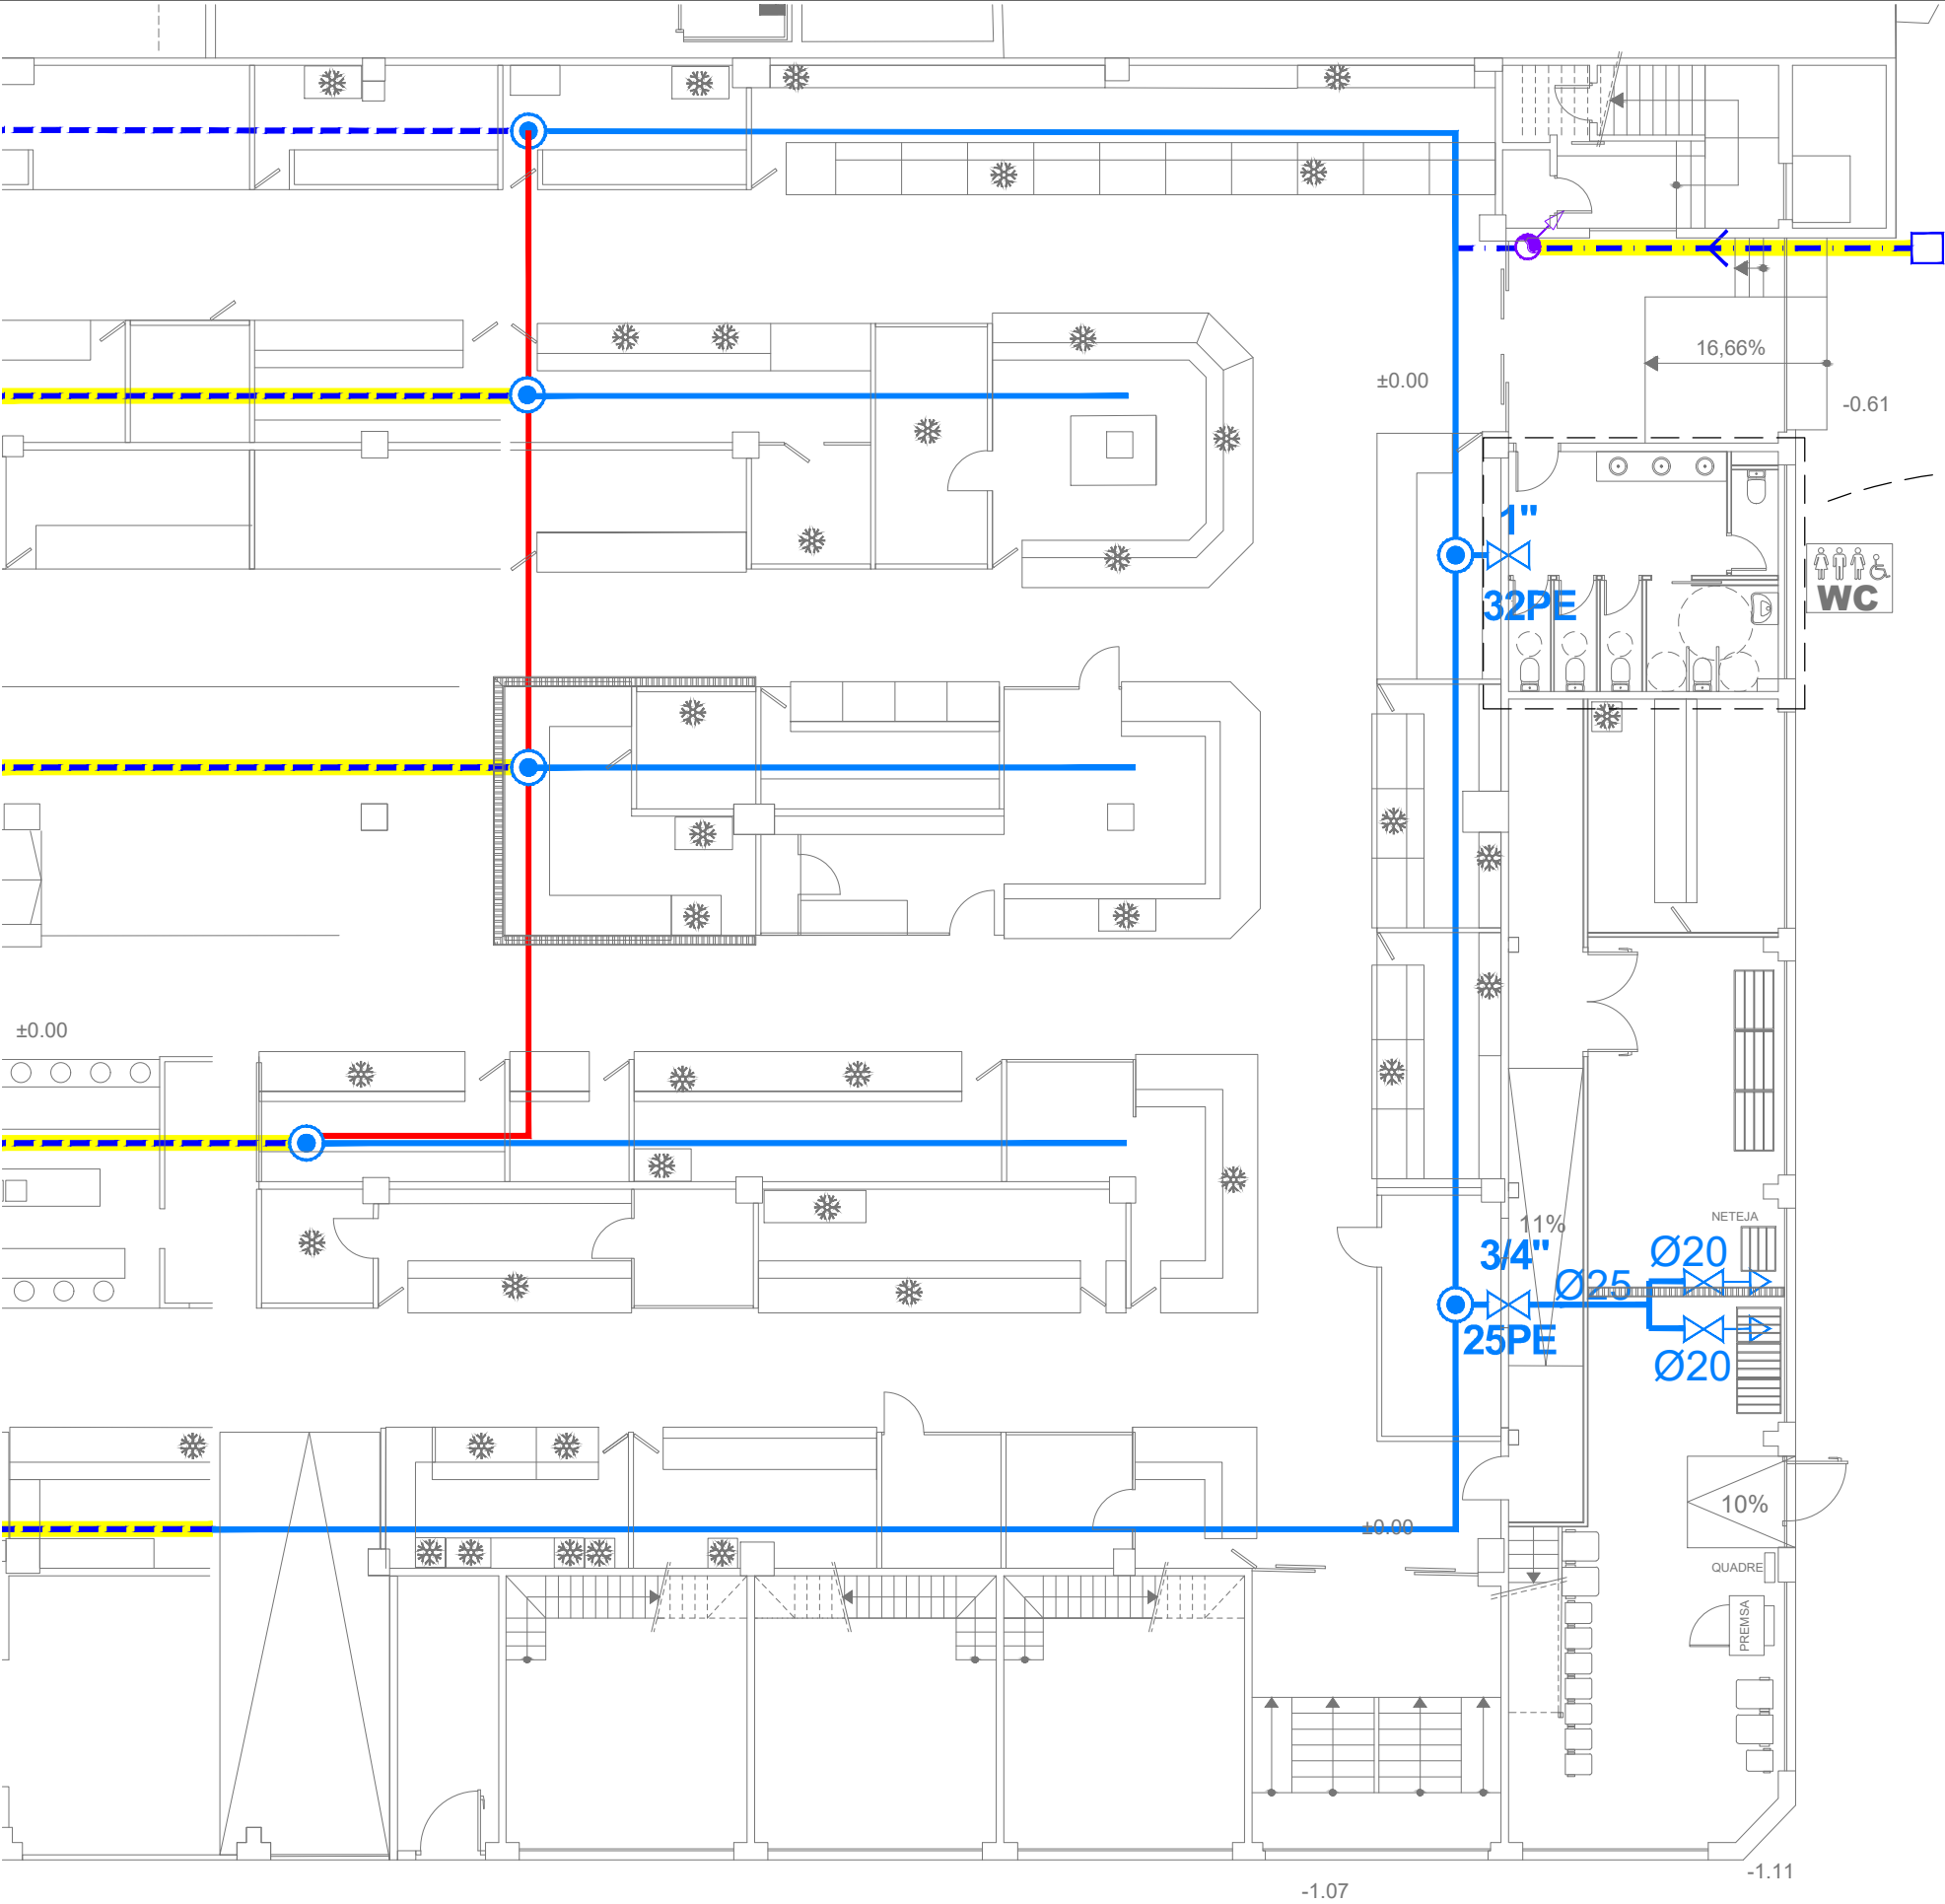 16,66%
±0.00
-0.61
1"
32PE
WC
±0.00
NETEJA
11%
3/4"
Ø20
Ø25
25PE
Ø20
10%
±0.00
QUADRE
PREMSA
-1.11
-1.07